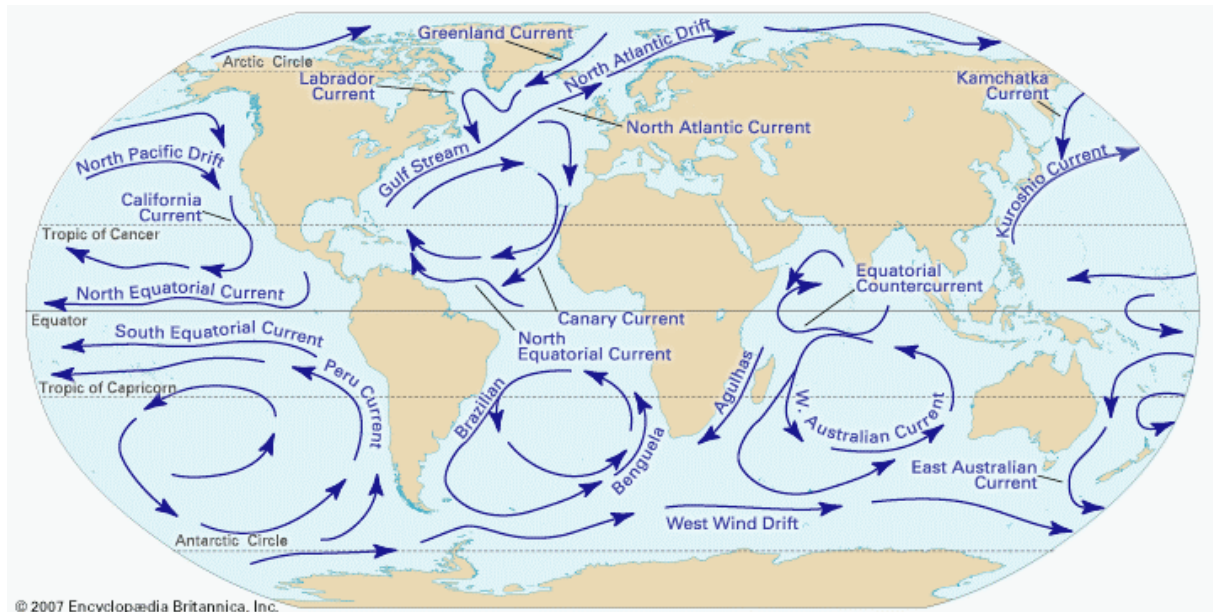 Greenland Current
North Atlantic Drift
Arctic Circle
Labrador
Current
Kamchatka
Current
North Atlantic Current
North Pacific Drift
Gulf Stream
Kuroshio Current
California
Current
Tropic of Cancer
Equatorial
Countercurrent
North Equatorial Current
Equator
Canary Current
South Equatorial Current
North
Equatorial Current
Tropic of Capricorn
Peru Current
Brazilian
Agulhas
W. Australian Current
Benguela
East Australian
Current
West Wind Drift
Antarctic Circle
© 2007 Encyclopædia Britannica, Inc.